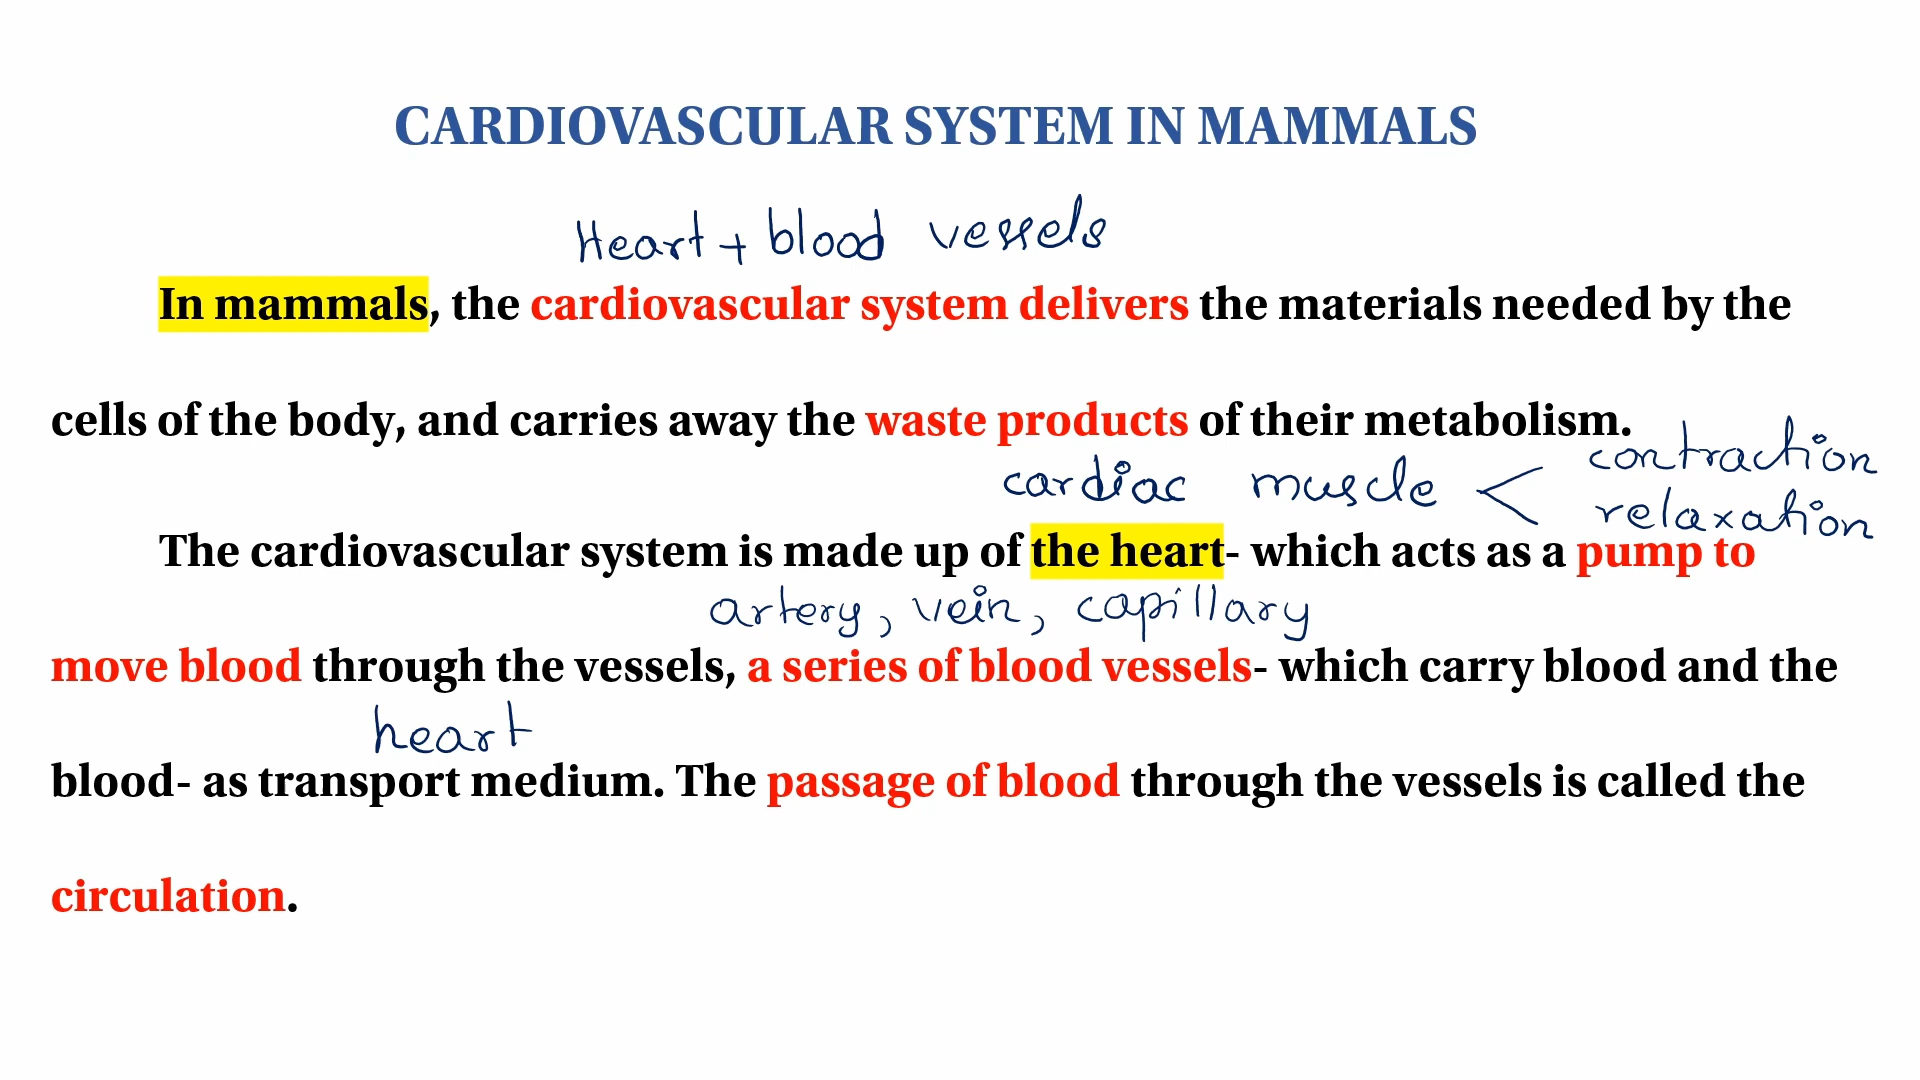 CARDIOVASCULAR SYSTEM IN MAMMALS
Heart + blood vessels
In mammals, the cardiovascular system delivers the materials needed by the
cells of the body, and carries away the waste products of their metabolism.
contraction
cardiac muscle <
relaxation
The cardiovascular system is made up of the heart- which acts as a pump to
artery, vein, capillary
move blood through the vessels, a series of blood vessels- which carry blood and the
heart
blood- as transport medium. The passage of blood through the vessels is called the
circulation.